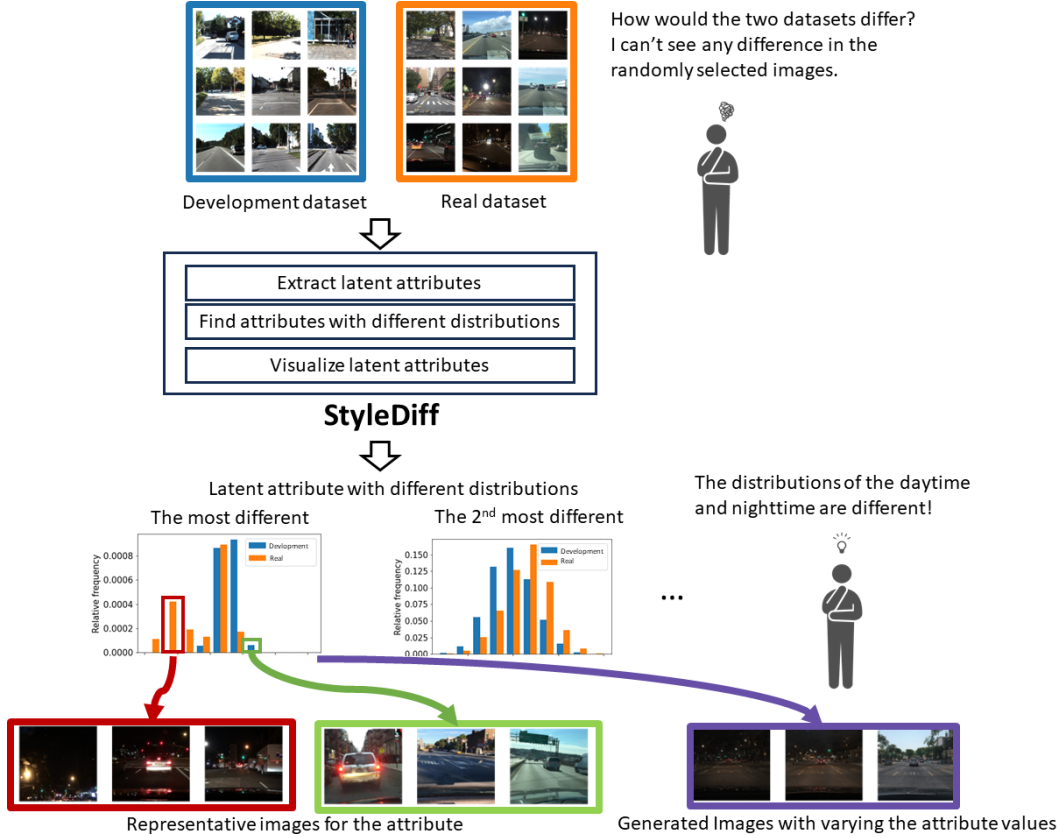 How would the two datasets differ?
I can't see any difference in the
randomly selected images.
Development dataset
Real dataset
Extract latent attributes
Find attributes with different distributions
Visualize latent attributes
StyleDiff
Latent attribute with different distributions
The most different
The 2nd most different
The distributions of the daytime
and nighttime are different!
Relative frequency
0.0008
0.0006
0.0004
0.0002
0.0000
Devlopment
Real
Relative frequency
0.150
0.125
0.100
0.075
0.050
0.025
0.000
Development
Real
...
Representative images for the attribute
Generated Images with varying the attribute values